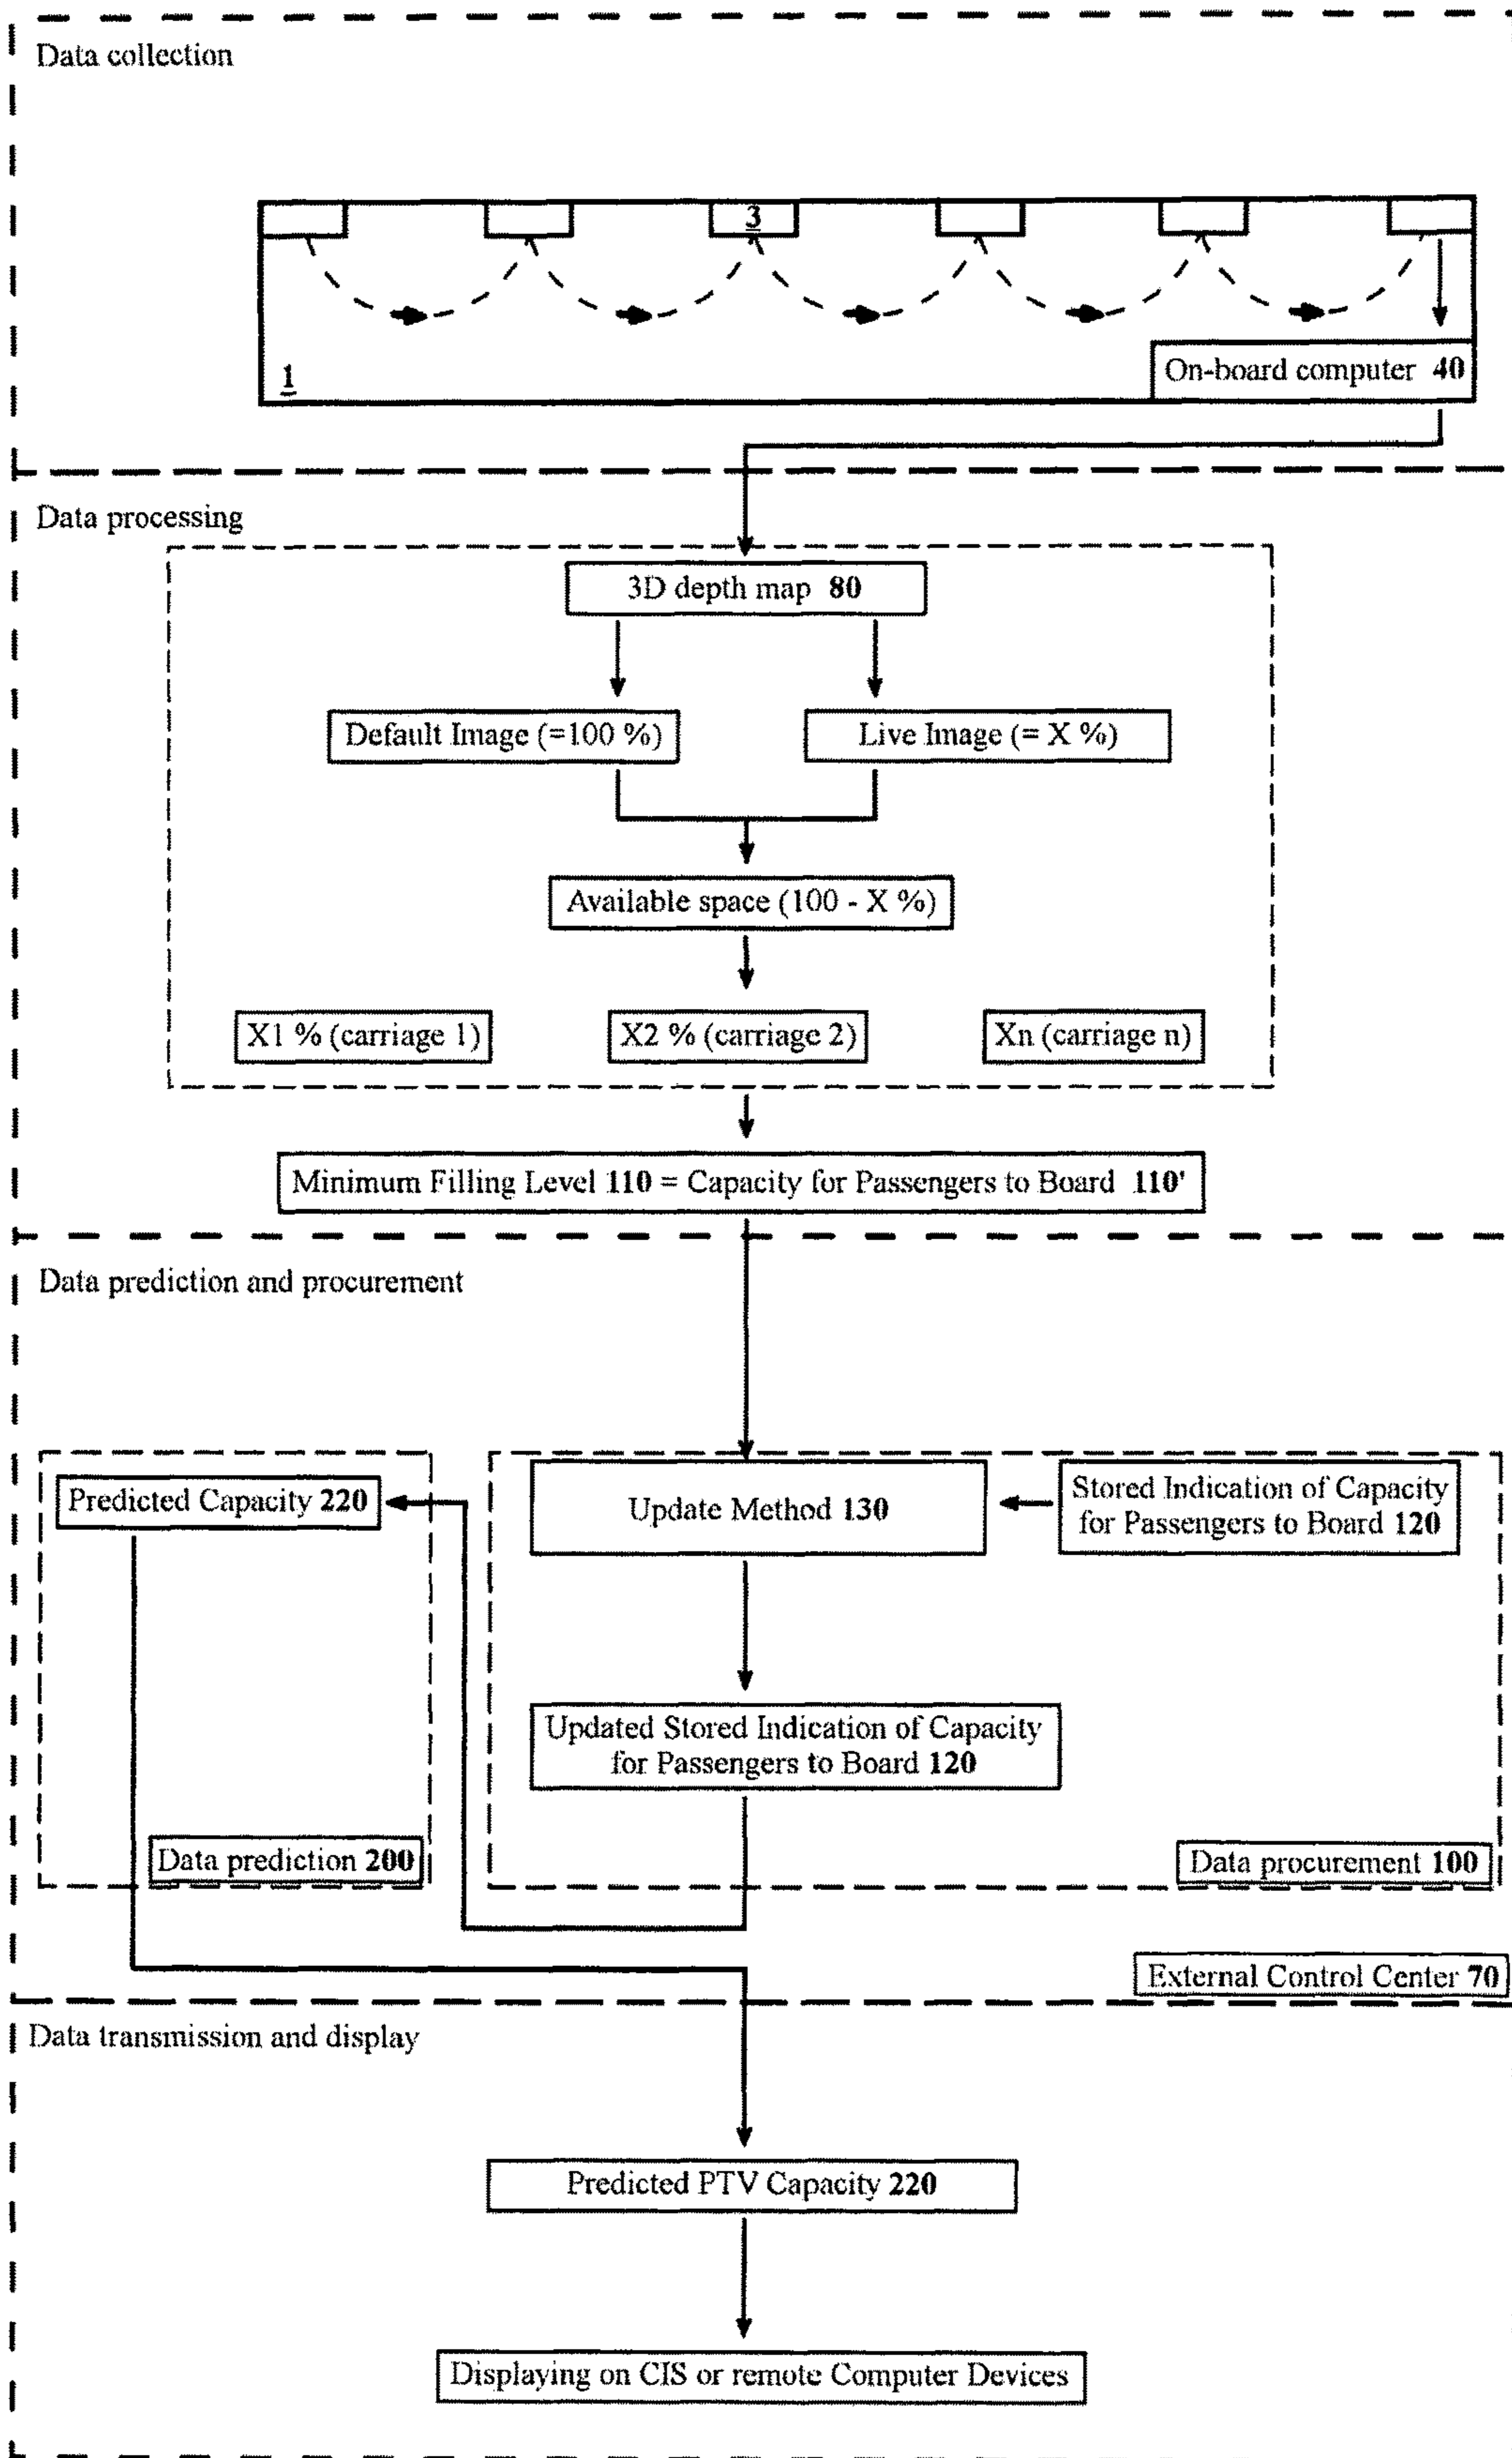 Data collection
3
1
On-board computer 40
Data processing
3D depth map 80
Default Image (=100 %)
Live Image (= X %)
Available space (100 - X %)
X1 % (carriage 1)
X2 % (carriage 2)
Xn (carriage n)
Minimum Filling Level 110 = Capacity for Passengers to Board 110'
Data prediction and procurement
Predicted Capacity 220
Update Method 130
Stored Indication of Capacity
for Passengers to Board 120
Updated Stored Indication of Capacity
for Passengers to Board 120
Data prediction 200
Data procurement 100
External Control Center 70
Data transmission and display
Predicted PTV Capacity 220
Displaying on CIS or remote Computer Devices